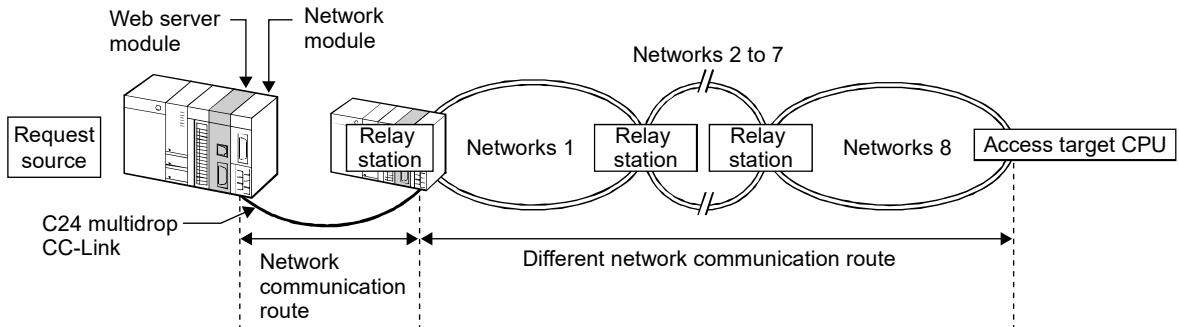 Web server
module
Network
module
Networks 2 to 7
Request
source
Relay
station
Networks 1
Relay
station
Relay
station
Networks 8
Access target CPU
C24 multidrop
CC-Link
Network
communication
route
Different network communication route